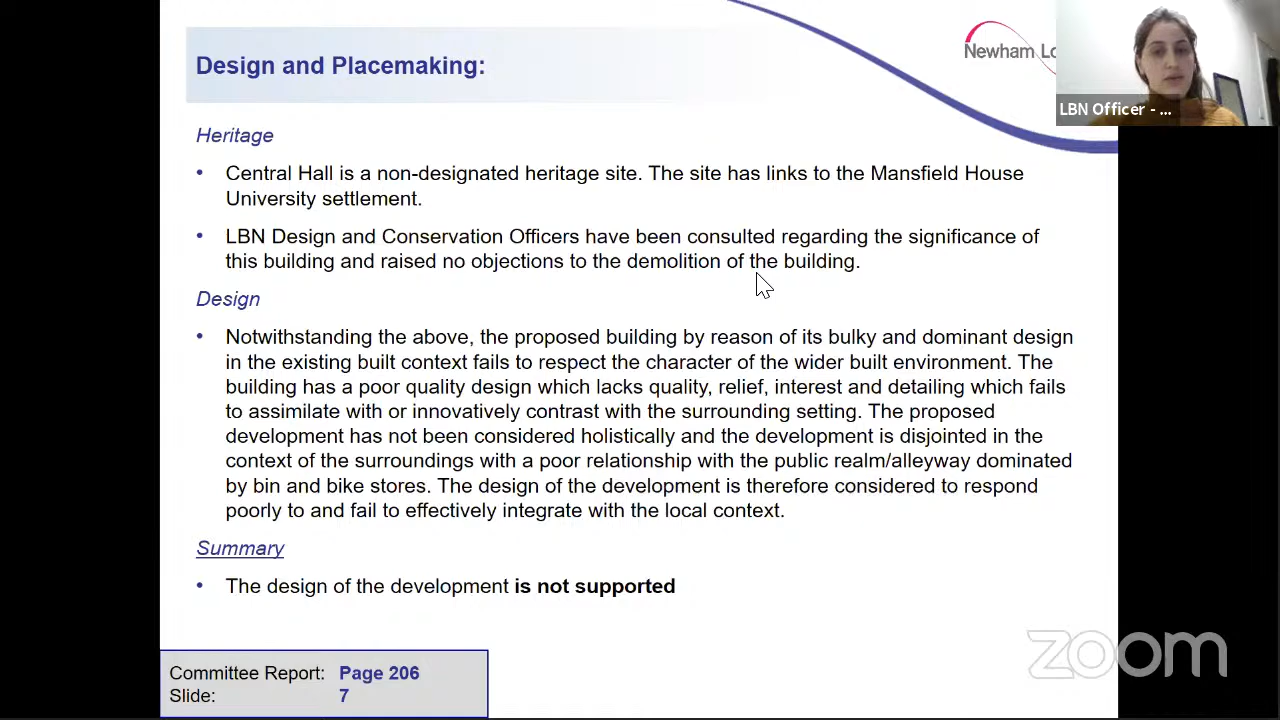 Design and Placemaking:
Newham Lo
LBN Officer - ...
Heritage
• Central Hall is a non-designated heritage site. The site has links to the Mansfield House
University settlement.
• LBN Design and Conservation Officers have been consulted regarding the significance of
this building and raised no objections to the demolition of the building.
Design
• Notwithstanding the above, the proposed building by reason of its bulky and dominant design
in the existing built context fails to respect the character of the wider built environment. The
building has a poor quality design which lacks quality, relief, interest and detailing which fails
to assimilate with or innovatively contrast with the surrounding setting. The proposed
development has not been considered holistically and the development is disjointed in the
context of the surroundings with a poor relationship with the public realm/alleyway dominated
by bin and bike stores. The design of the development is therefore considered to respond
poorly to and fail to effectively integrate with the local context.
Summary
• The design of the development is not supported
Committee Report: Page 206
Slide: 7
zoom